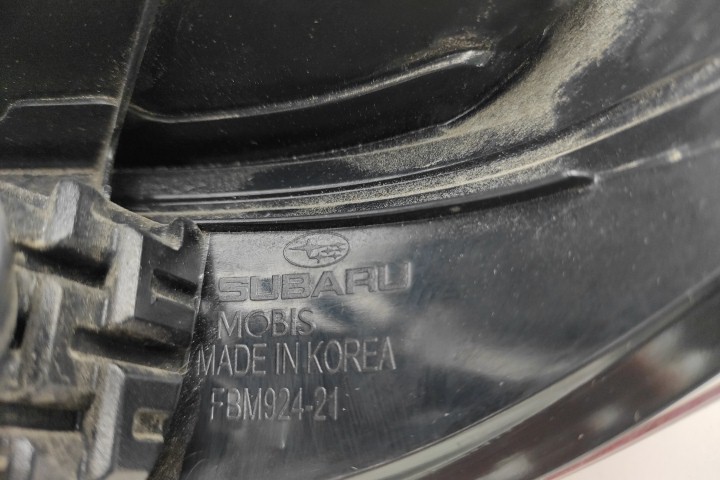 SUBARU
MOBIS
MADE IN KOREA
FBM924-21